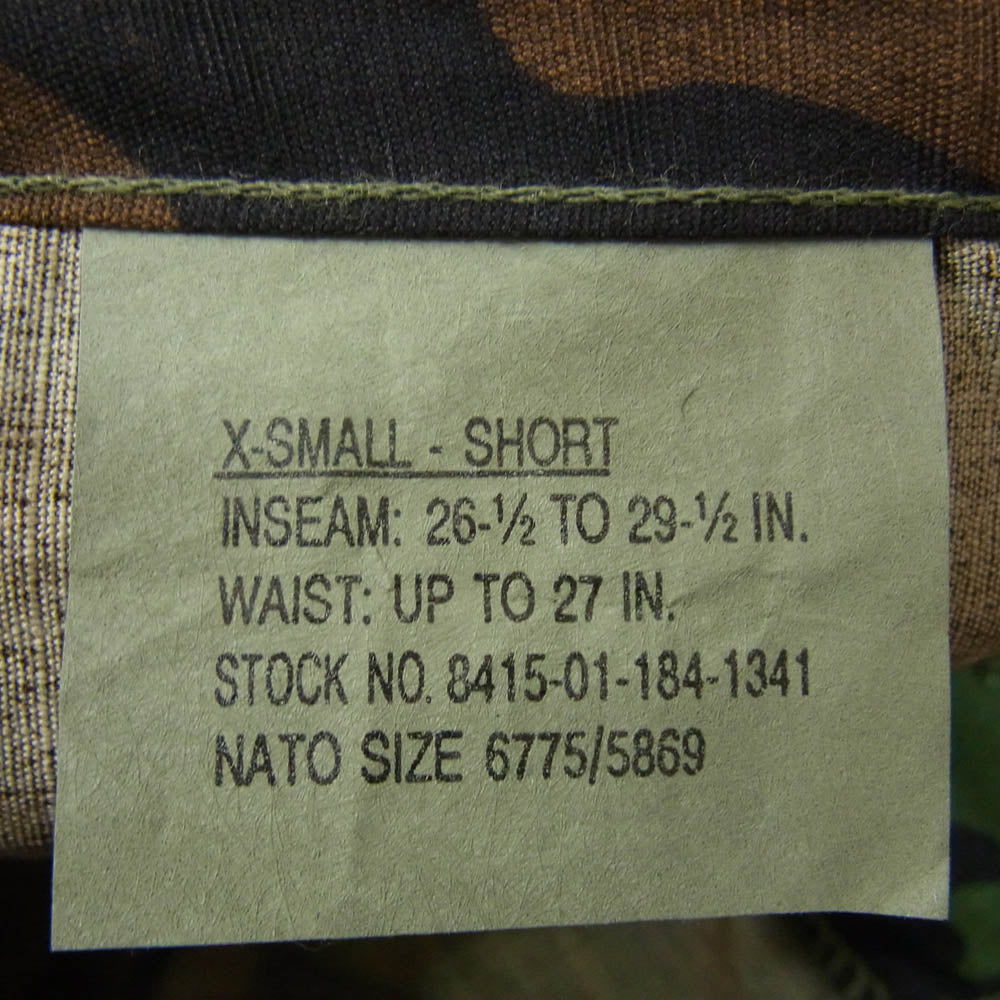 X-SMALL - SHORT
INSEAM: 26-½ TO 29-½ IN.
WAIST: UP TO 27 IN.
STOCK NO. 8415-01-184-1341
NATO SIZE 6775/5869